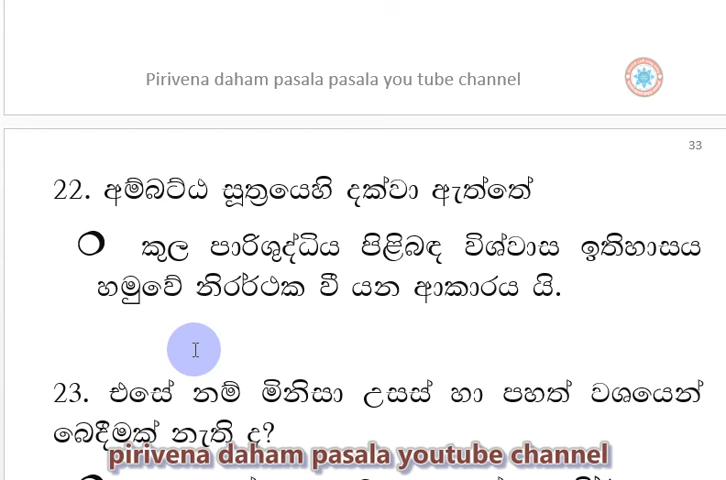 Pirivena daham pasala pasala you tube channel
33
22. අම්බට්ඨ සූත්‍රයෙහි දක්වා ඇත්තේ
කුල පාරිශුද්ධිය පිළිබඳ විශ්වාස ඉතිහාසය
හමුවේ නිරර්ථක වී යන ආකාරය යි.
23. එසේ නම් මිනිසා උසස් හා පහත් වශයෙන්
බෙදීමක් නැති ද?
pirivena daham pasala youtube channel